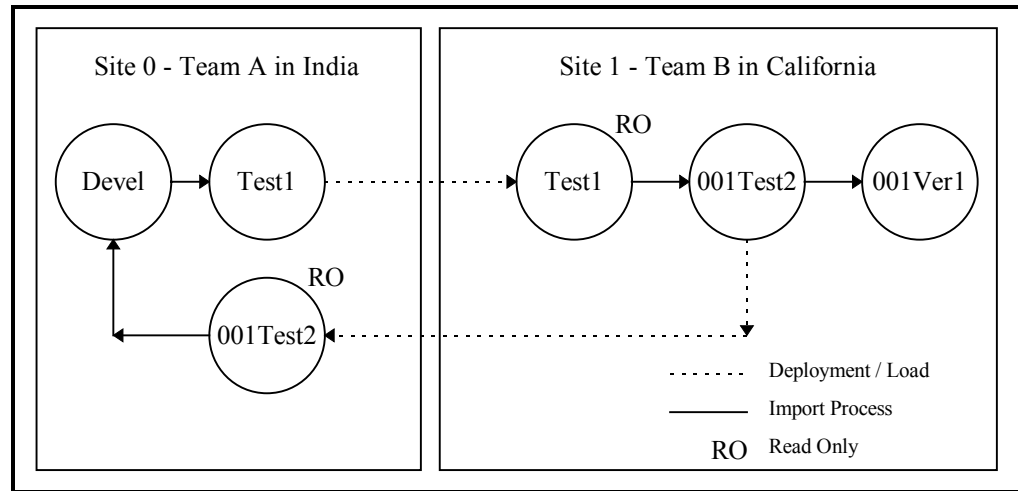 Site 0 - Team A in India
Devel
Test1
RO
001Test2
Site 1 - Team B in California
RO
Test1
001Test2
001Ver1
Deployment / Load
Import Process
RO Read Only